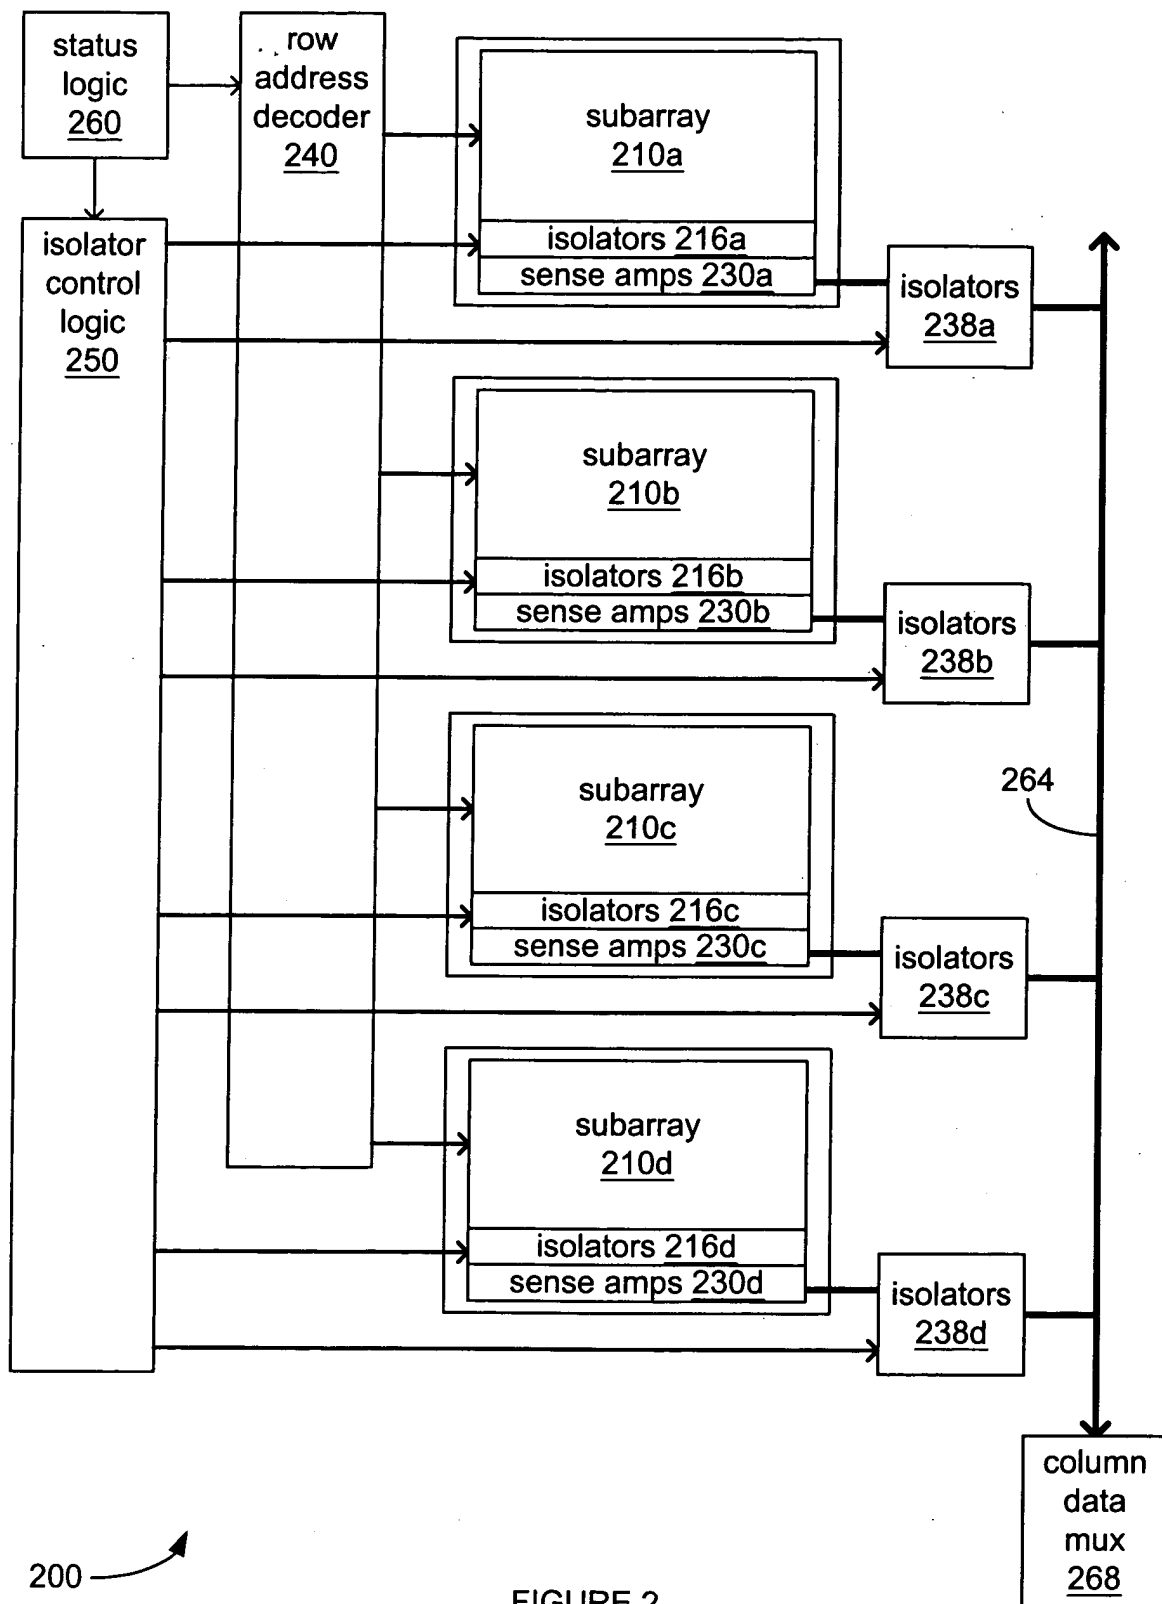 status
logic
260
row
address
decoder
240
subarray
210a
isolators 216a
sense amps 230a
isolator
control
logic
250
isolators
238a
subarray
210b
isolators 216b
sense amps 230b
isolators
238b
subarray
210c
isolators 216c
sense amps 230c
264
isolators
238c
subarray
210d
isolators 216d
sense amps 230d
isolators
238d
column
data
mux
268
200
FIGURE 2